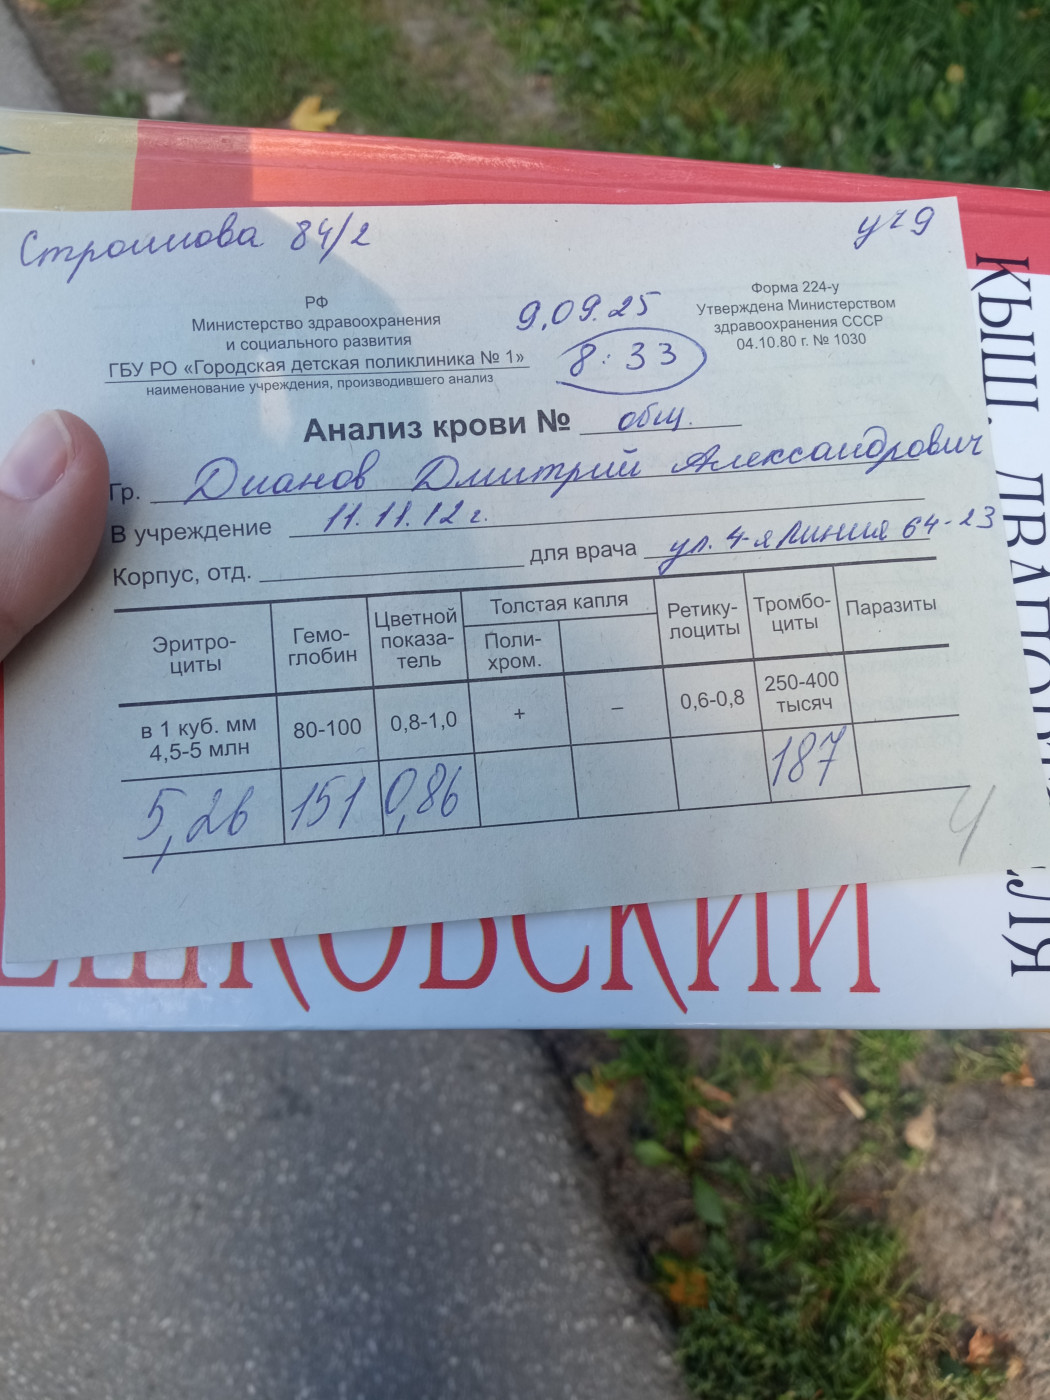 Строилова 84/2
уч 9
РФ
Министерство здравоохранения
и социального развития
ГБУ РО «Городская детская поликлиника № 1»
наименование учреждения, производившего анализ
9.09.25
8:33
Форма 224-у
Утверждена Министерством
здравоохранения СССР
04.10.80 г. № 1030
Анализ крови № общ.
Гр. Дианов Дмитрий Александрович
В учреждение 11.11.12 г.
Корпус, отд. для врача ул. 4-я Линия 64-23
Эритро-
циты
Гемо-
глобин
Цветной
показа-
тель
Толстая капля
Поли-
хром.
Ретику-
лоциты
Тромбо-
циты
Паразиты
в 1 куб. мм
4,5-5 млн
80-100
0,8-1,0
+
–
0,6-0,8
250-400
тысяч
5,26
151
0,86
187